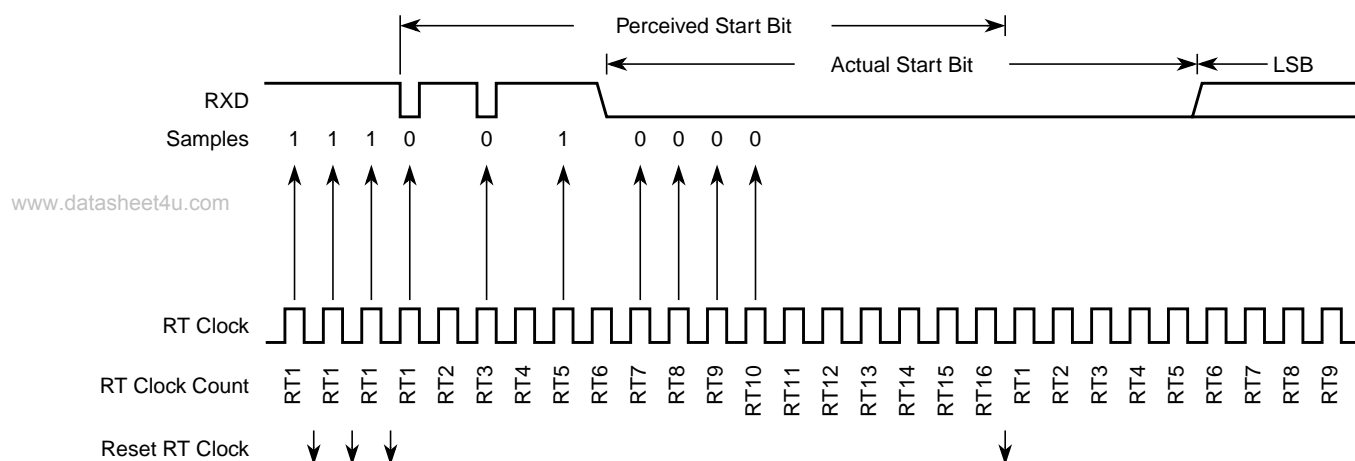 Perceived Start Bit
Actual Start Bit LSB
RXD
Samples 1 1 1 0 0 1 0 0 0 0
www.datasheet4u.com
RT Clock
RT Clock Count RT1 RT1 RT1 RT1 RT2 RT3 RT4 RT5 RT6 RT7 RT8 RT9 RT10 RT11 RT12 RT13 RT14 RT15 RT16 RT1 RT2 RT3 RT4 RT5 RT6 RT7 RT8 RT9
Reset RT Clock